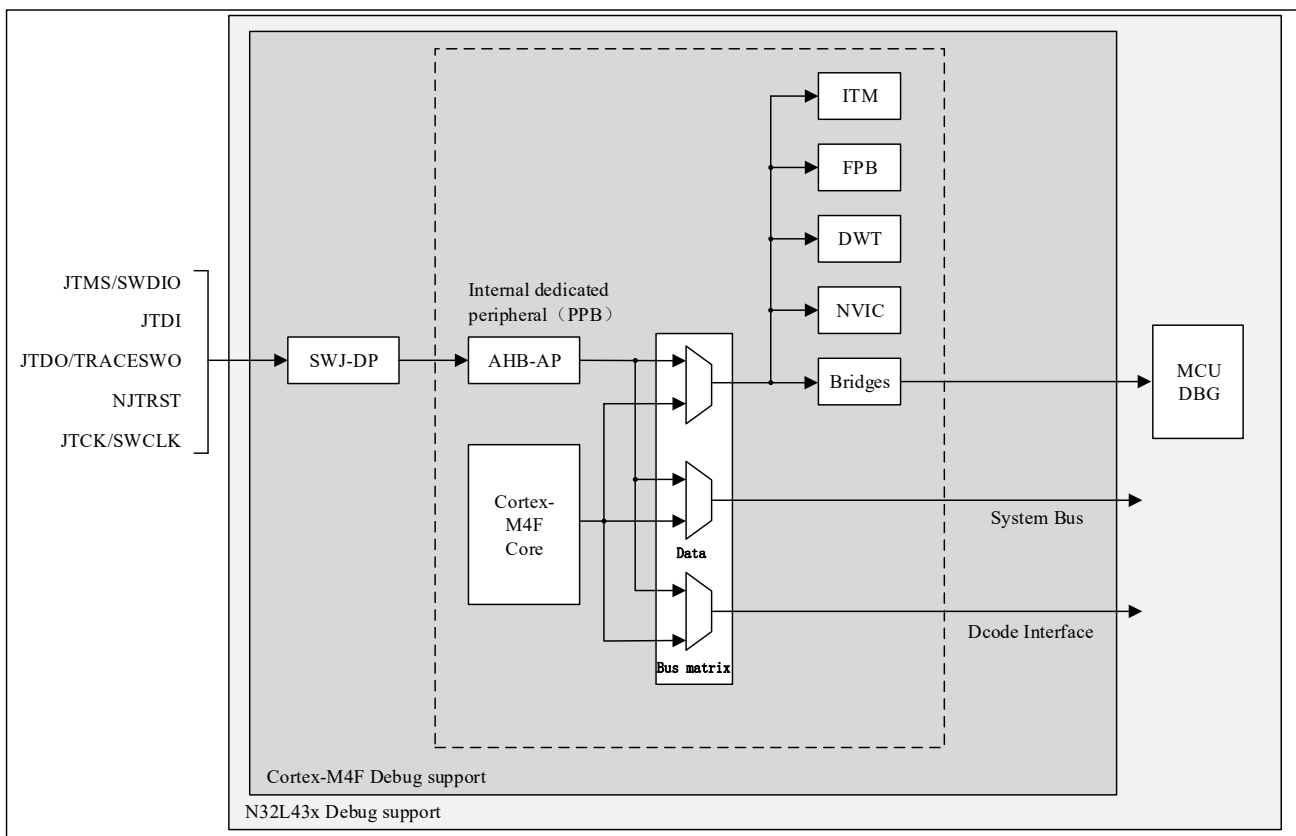 ITM
FPB
DWT
NVIC
Bridges
JTMS/SWDIO
JTDI
JTDO/TRACESWO
NJTRST
JTCK/SWCLK
SWJ-DP
Internal dedicated
peripheral（PPB）
AHB-AP
Cortex-
M4F
Core
Data
Bus matrix
MCU
DBG
System Bus
Dcode Interface
Cortex-M4F Debug support
N32L43x Debug support